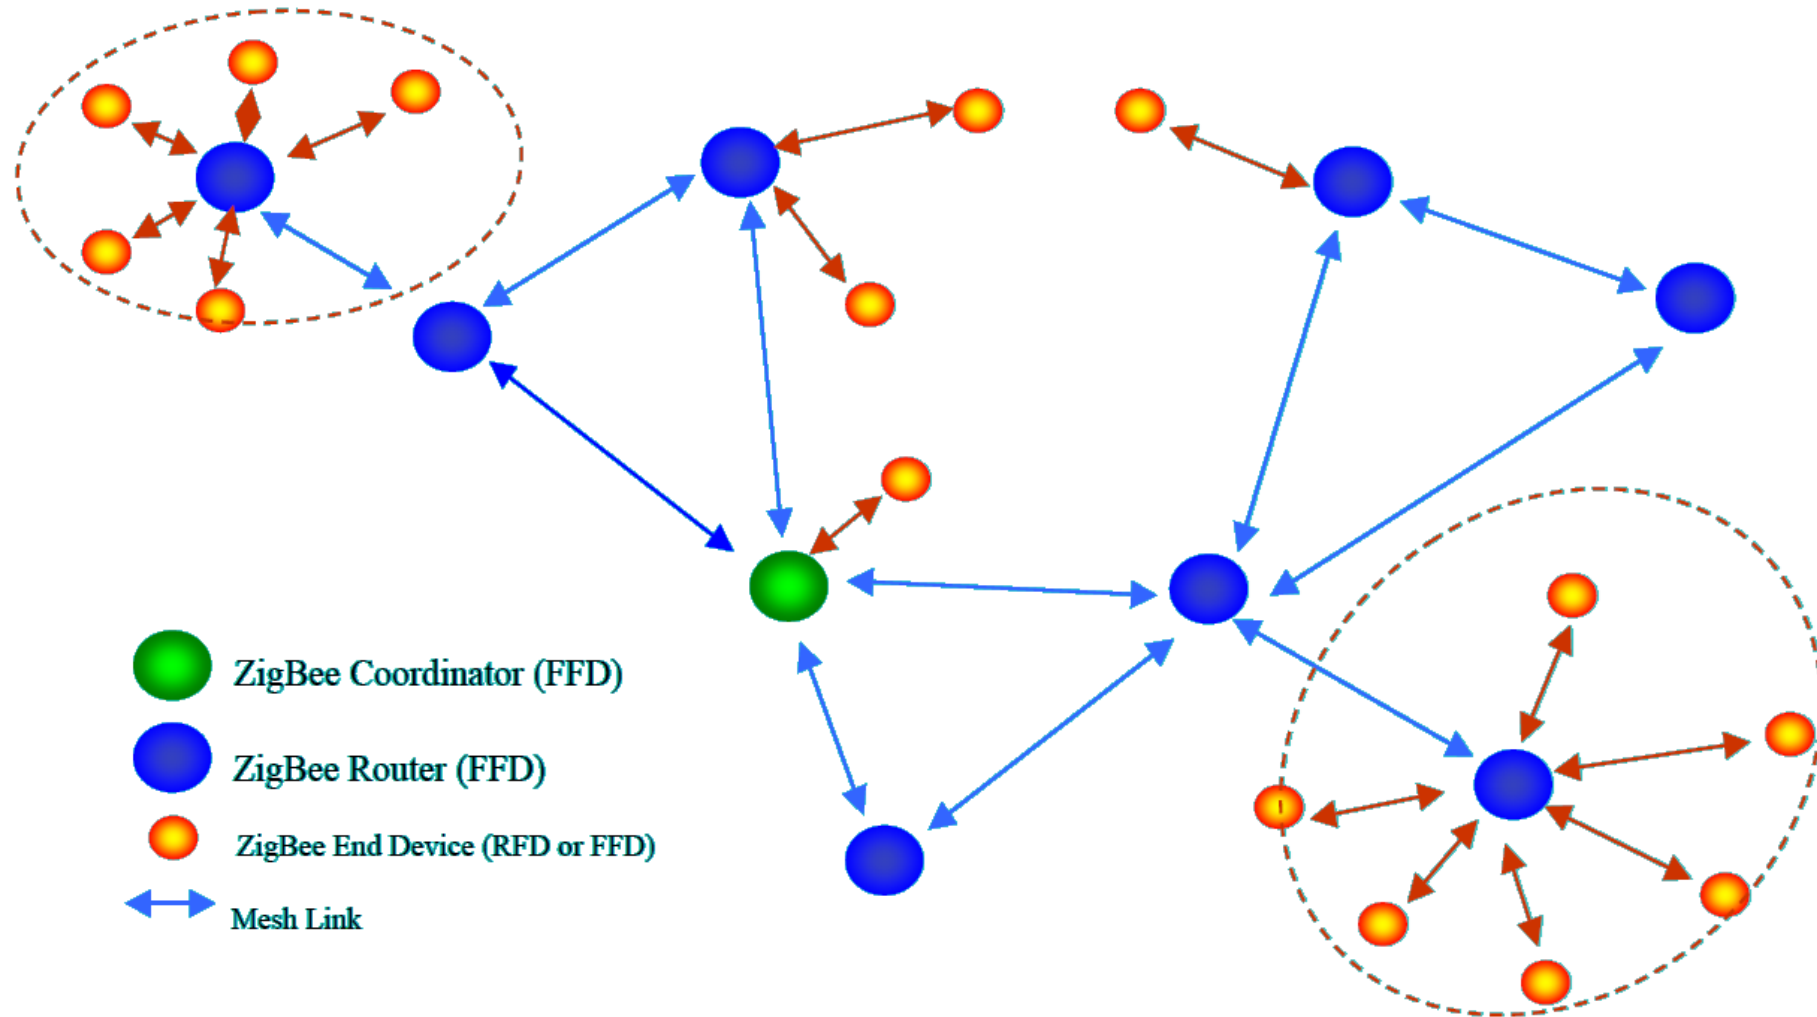 ZigBee Coordinator (FFD)
ZigBee Router (FFD)
ZigBee End Device (RFD or FFD)
Mesh Link